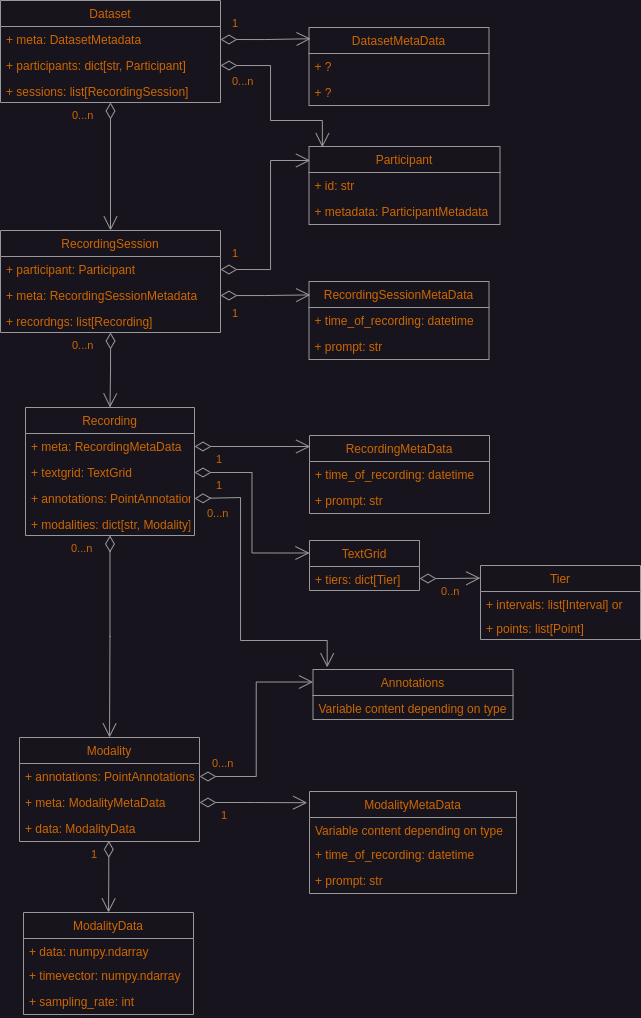 Dataset
+ meta: DatasetMetadata
+ participants: dict[str, Participant]
+ sessions: list[RecordingSession]
1
0...n
0...n
DatasetMetaData
+ ?
+ ?
Participant
+ id: str
+ metadata: ParticipantMetadata
RecordingSession
+ participant: Participant
+ meta: RecordingSessionMetadata
+ recordngs: list[Recording]
1
1
0...n
RecordingSessionMetaData
+ time_of_recording: datetime
+ prompt: str
Recording
+ meta: RecordingMetaData
+ textgrid: TextGrid
+ annotations: PointAnnotation
+ modalities: dict[str, Modality]
1
1
0...n
0...n
RecordingMetaData
+ time_of_recording: datetime
+ prompt: str
TextGrid
+ tiers: dict[Tier]
0...n
Tier
+ intervals: list[Interval] or
+ points: list[Point]
Annotations
Variable content depending on type
Modality
+ annotations: PointAnnotations
+ meta: ModalityMetaData
+ data: ModalityData
0...n
1
1
ModalityMetaData
Variable content depending on type
+ time_of_recording: datetime
+ prompt: str
ModalityData
+ data: numpy.ndarray
+ timevector: numpy.ndarray
+ sampling_rate: int